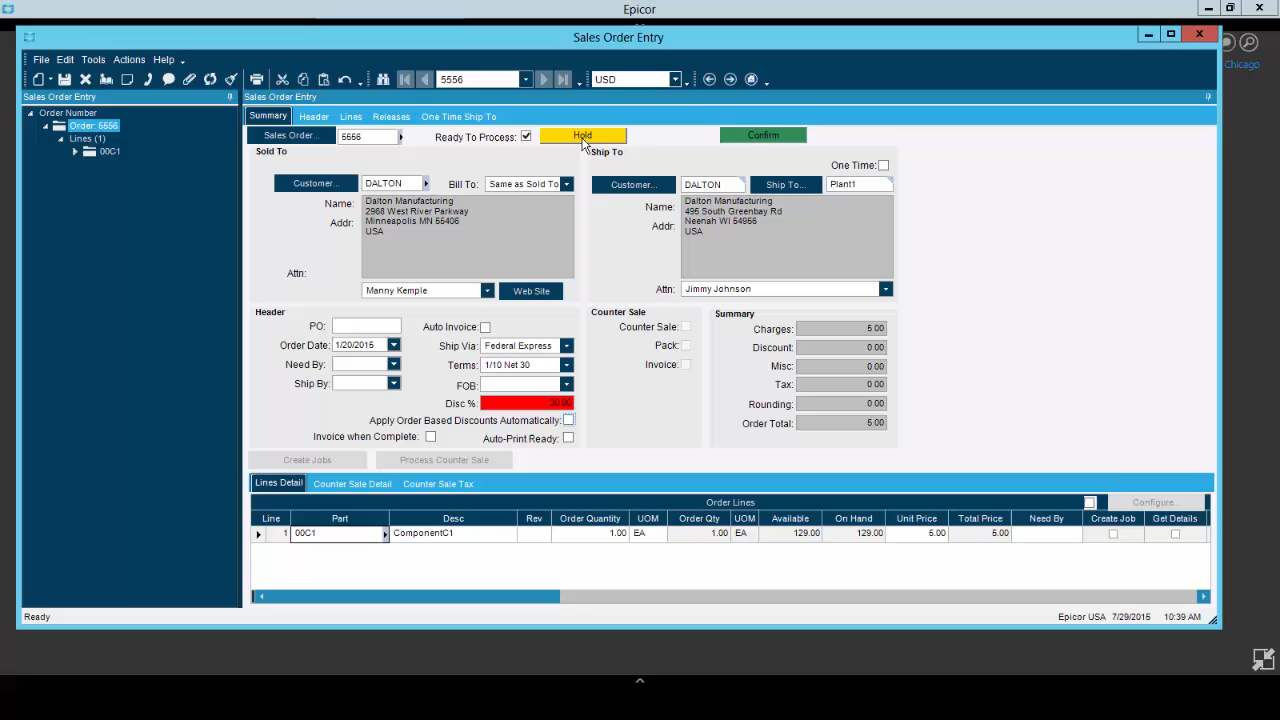 Epicor
Sales Order Entry
Chicago
File Edit Tools Actions Help
5556 USD
Sales Order Entry
Sales Order Entry
Order Number
Order: 5556
Lines (1)
00C1
Summary Header Lines Releases One Time Ship To
Sales Order... 5556 Ready To Process: Hold Confirm
Sold To
Customer... DALTON Bill To: Same as Sold To
Name: Dalton Manufacturing
Addr: 2968 West River Parkway
Minneapolis MN 55406
USA
Attn:
Manny Kemple Web Site
Ship To
One Time:
Customer... DALTON Ship To... Plant1
Name: Dalton Manufacturing
Addr: 495 South Greenbay Rd
Neenah WI 54956
USA
Attn: Jimmy Johnson
Header
PO: Auto Invoice:
Order Date: 1/20/2015 Ship Via: Federal Express
Need By: Terms: 1/10 Net 30
Ship By: FOB:
Disc %: 30.00
Apply Order Based Discounts Automatically:
Invoice when Complete: Auto-Print Ready:
Counter Sale
Counter Sale:
Pack:
Invoice:
Summary
Charges: 5.00
Discount: 0.00
Misc: 0.00
Tax: 0.00
Rounding: 0.00
Order Total: 5.00
Create Jobs Process Counter Sale
Lines Detail Counter Sale Detail Counter Sale Tax
Order Lines Configure...
Line Part Desc Rev Order Quantity UOM Order Qty UOM Available On Hand Unit Price Total Price Need By Create Job Get Details
1 00C1 ComponentC1 1.00 EA 1.00 EA 129.00 129.00 5.00 5.00
Ready Epicor USA 7/29/2015 10:39 AM